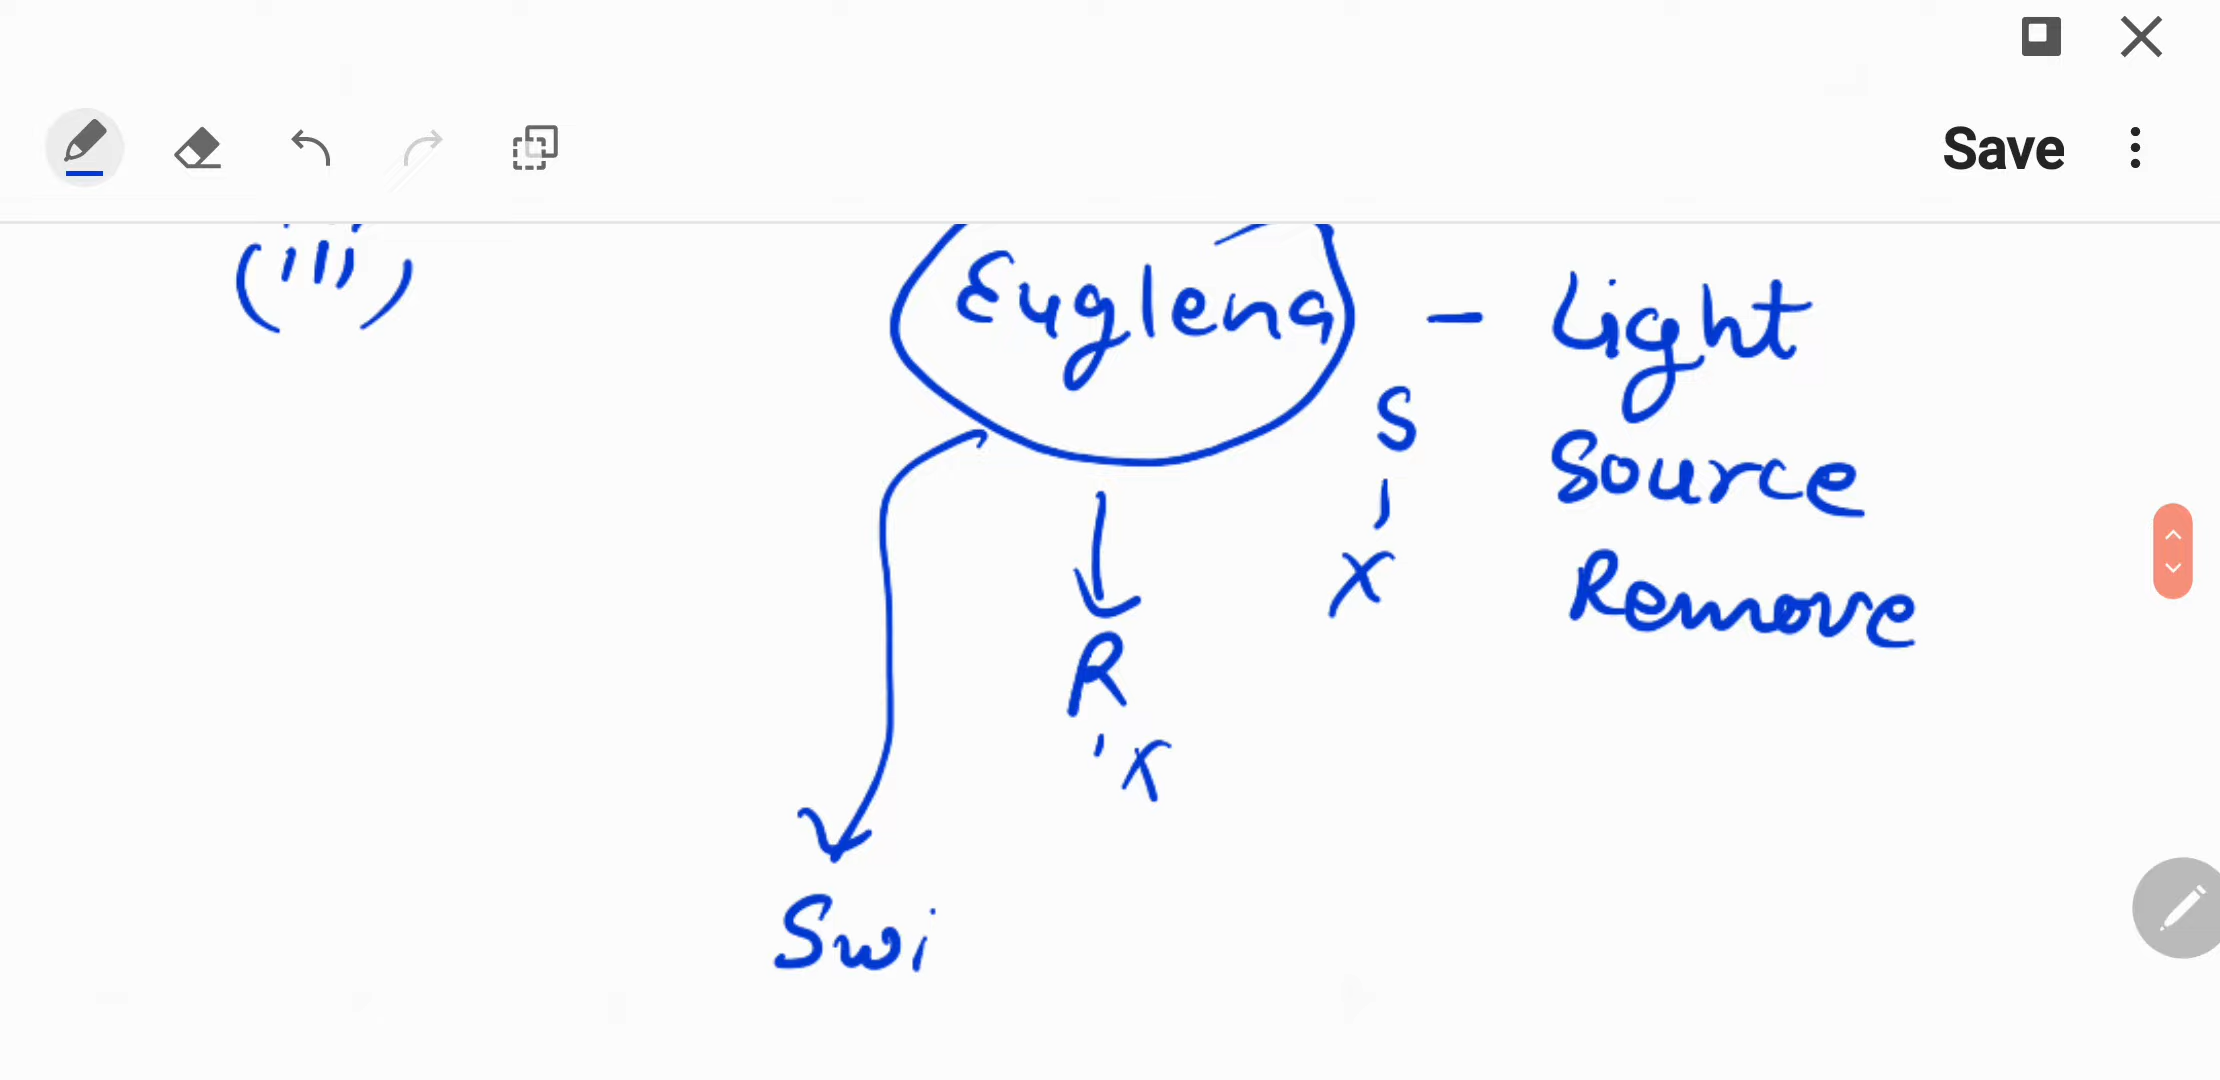 Save
(iii)
Euglena - Light
S
Source
X
Remove
R
X
Swi